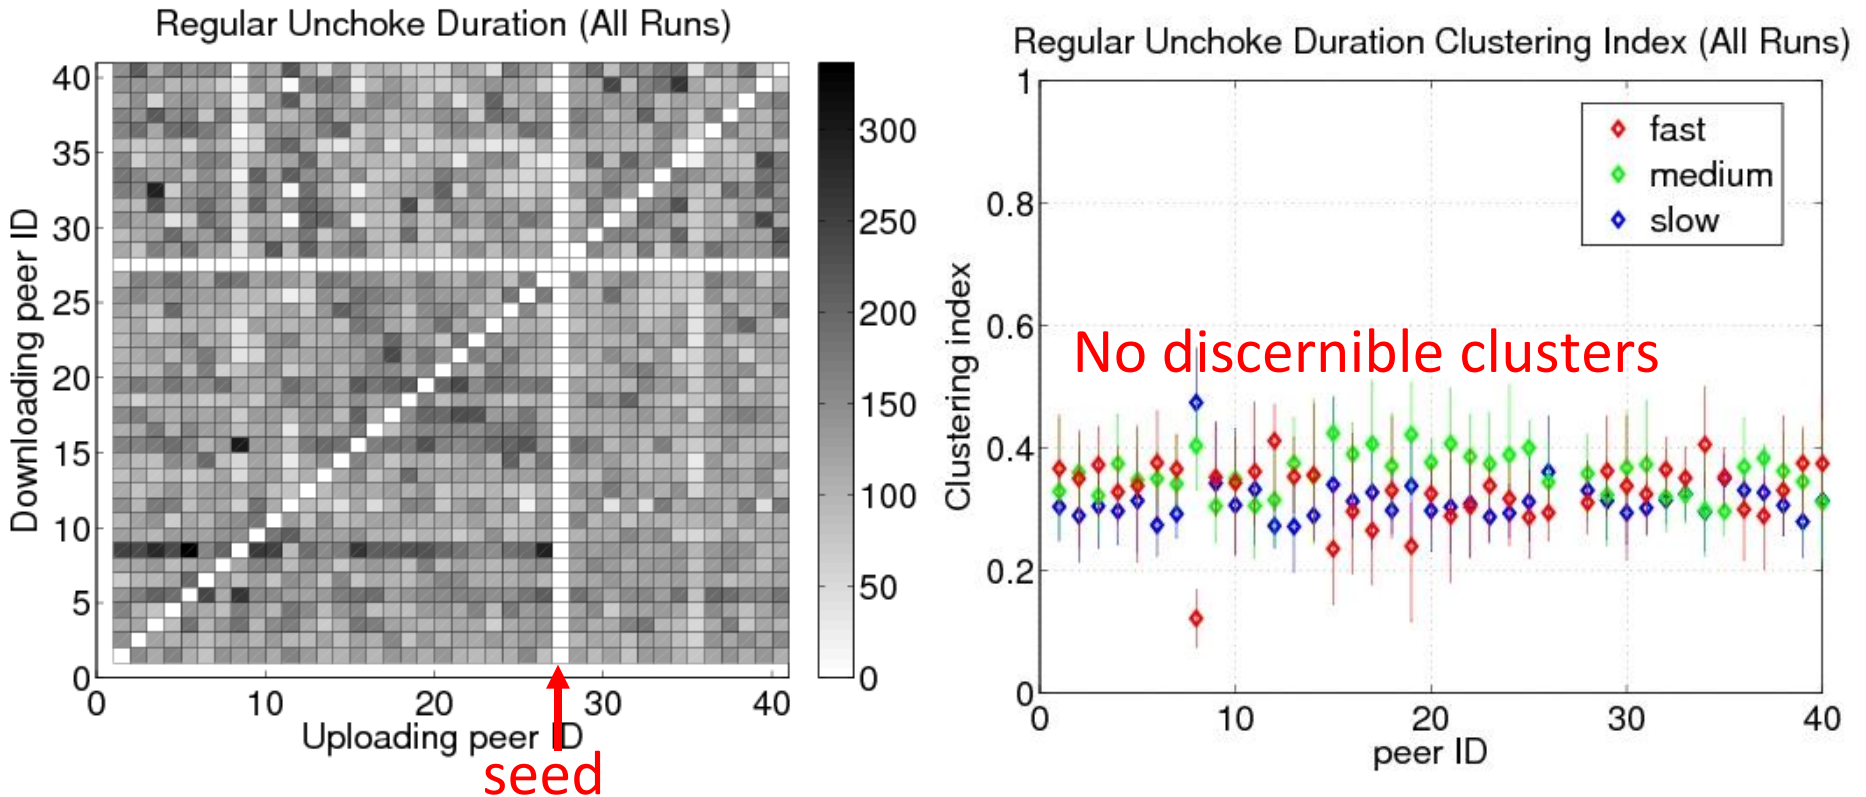 Regular Unchoke Duration (All Runs)
40
35
30
25
20
15
10
5
0
Downloading peer ID
0
10
20
30
40
Uploading peer ID
seed
300
250
200
150
100
50
0
Regular Unchoke Duration Clustering Index (All Runs)
1
0.8
0.6
0.4
0.2
0
Clustering index
fast
medium
slow
No discernible clusters
0
10
20
30
40
peer ID